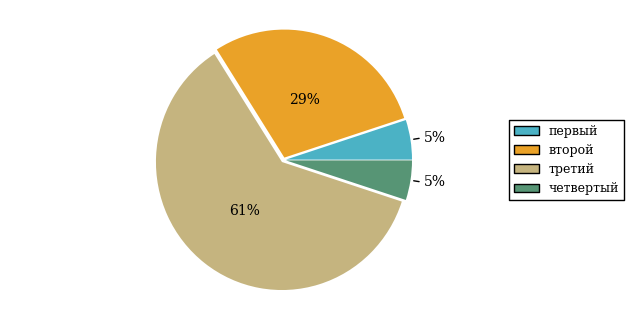 29%
5%
5%
61%
первый
второй
третий
четвертый